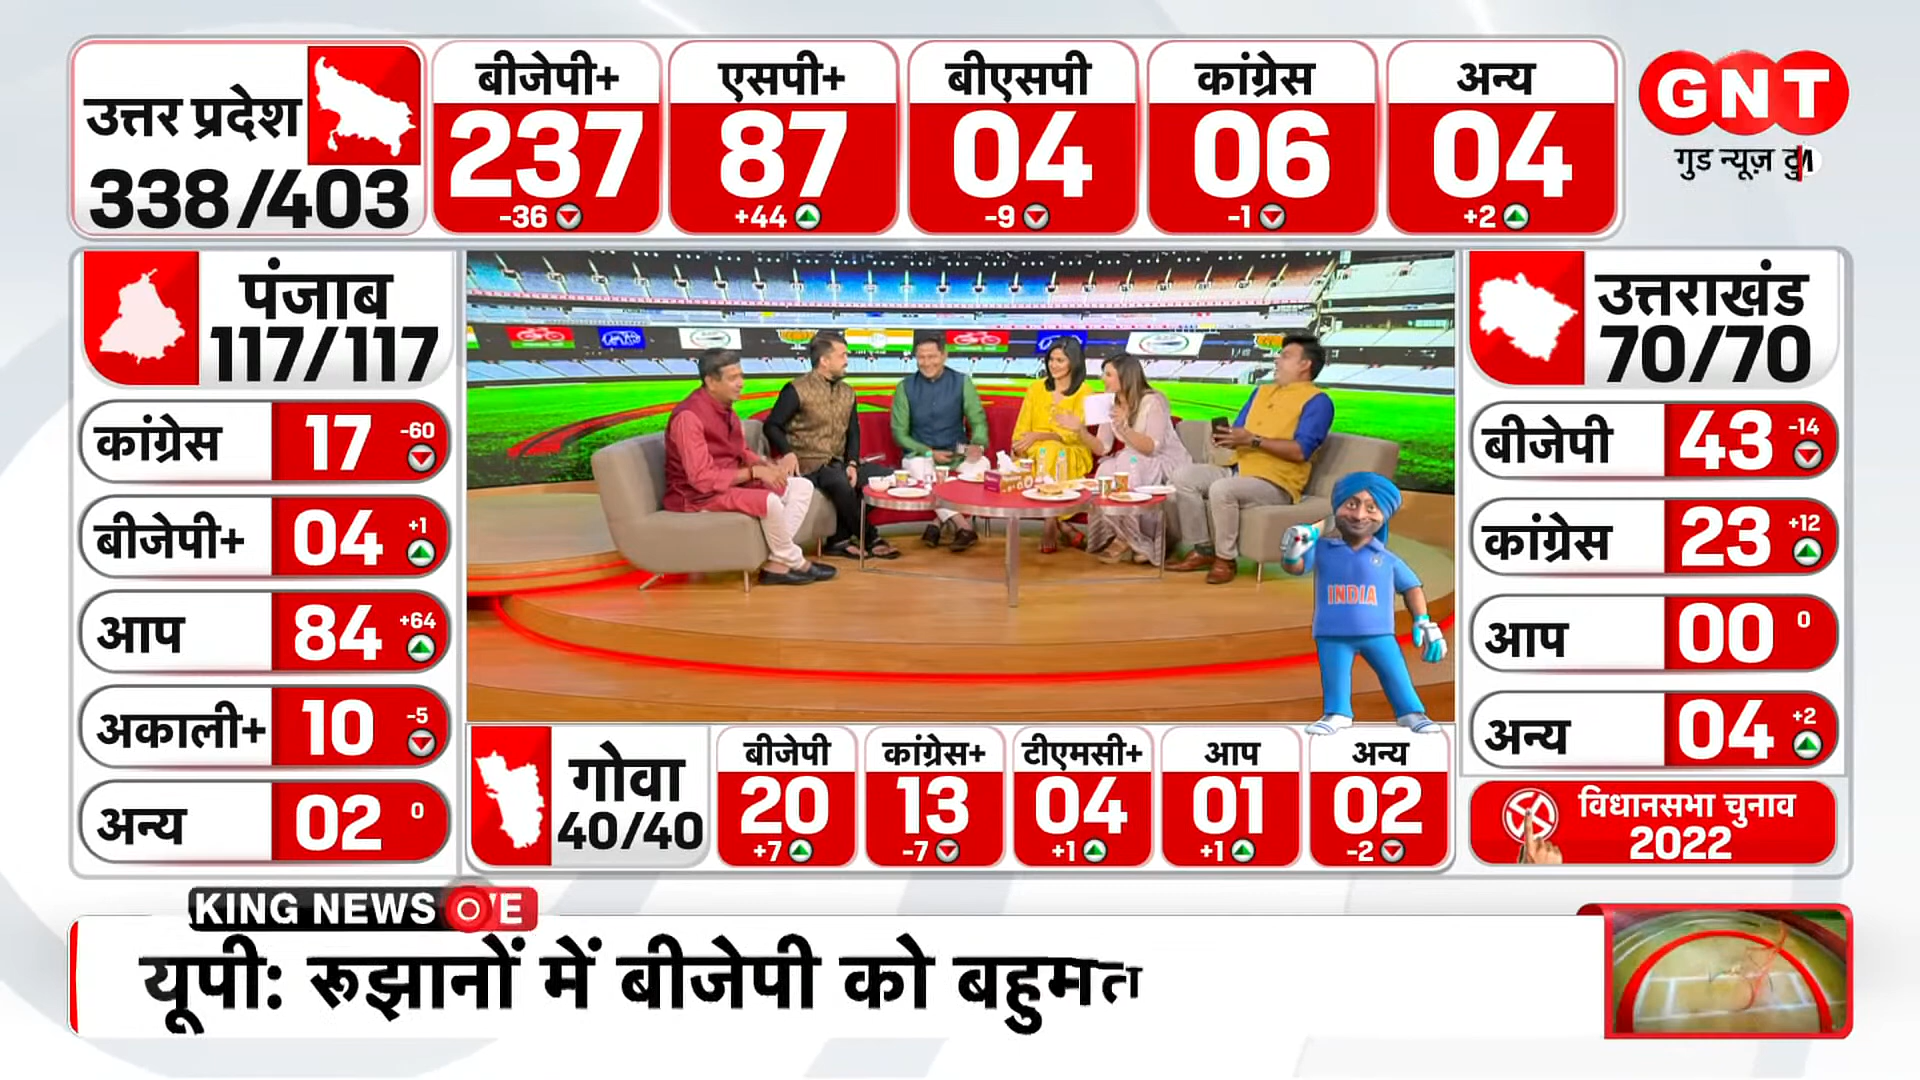 उत्तर प्रदेश
338/403
बीजेपी+
237
-36
एसपी+
87
+44
बीएसपी
04
-9
कांग्रेस
06
-1
अन्य
04
+2
GNT
गुड न्यूज़
पंजाब
117/117
कांग्रेस 17 -60
बीजेपी+ 04 +1
आप 84 +64
अकाली+ 10 -5
अन्य 02 0
INDIA
गोवा
40/40
बीजेपी
20
+7
कांग्रेस+
13
-7
टीएमसी+
04
+1
आप
01
+1
अन्य
02
-2
उत्तराखंड
70/70
बीजेपी 43 -14
कांग्रेस 23 +12
आप 00 0
अन्य 04 +2
विधानसभा चुनाव
2022
KING NEWS
यूपी: रूझानों में बीजेपी को बहुमत